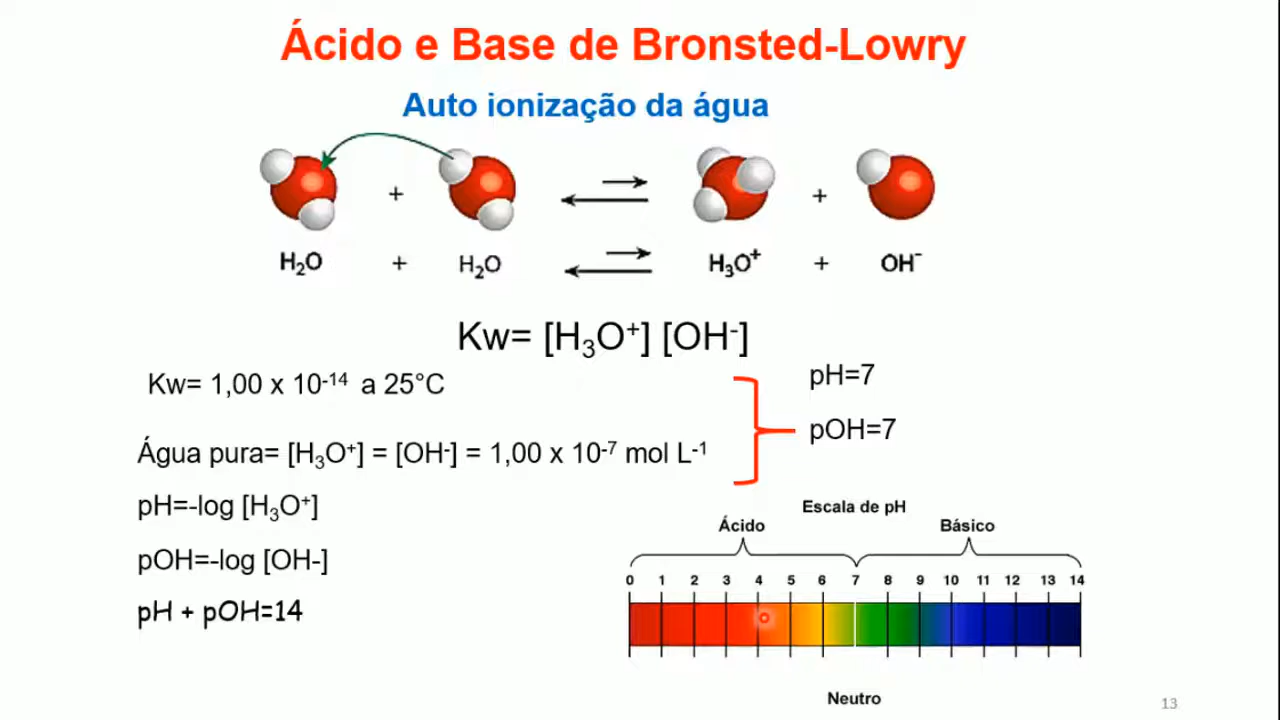 Ácido e Base de Bronsted-Lowry
Auto ionização da água
+ +
H₂O + H₂O H₃O⁺ + OH⁻
Kw= [H₃O⁺] [OH⁻]
Kw= 1,00 x 10⁻¹⁴ a 25°C
Água pura= [H₃O⁺] = [OH⁻] = 1,00 x 10⁻⁷ mol L⁻¹
pH=7
pOH=7
pH=-log [H₃O⁺]
pOH=-log [OH-]
pH + pOH=14
Escala de pH
Ácido Básico
0 1 2 3 4 5 6 7 8 9 10 11 12 13 14
Neutro
13